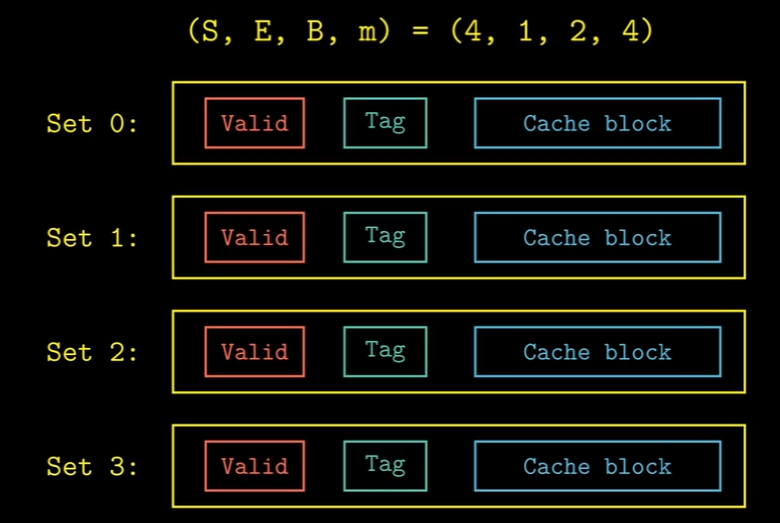 (S, E, B, m) = (4, 1, 2, 4)
Set 0: Valid Tag Cache block
Set 1: Valid Tag Cache block
Set 2: Valid Tag Cache block
Set 3: Valid Tag Cache block